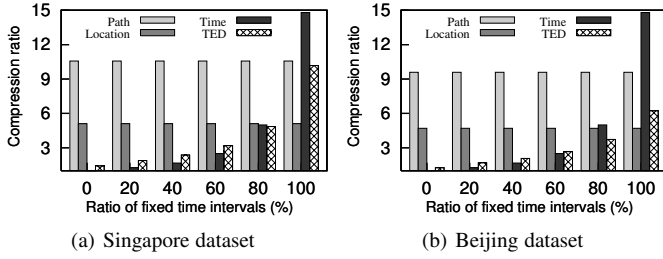 Compression ratio
15
12
9
6
3
Path
Location
Time
TED
0 20 40 60 80 100
Ratio of fixed time intervals (%)
(a) Singapore dataset
Compression ratio
15
12
9
6
3
Path
Location
Time
TED
0 20 40 60 80 100
Ratio of fixed time intervals (%)
(b) Beijing dataset